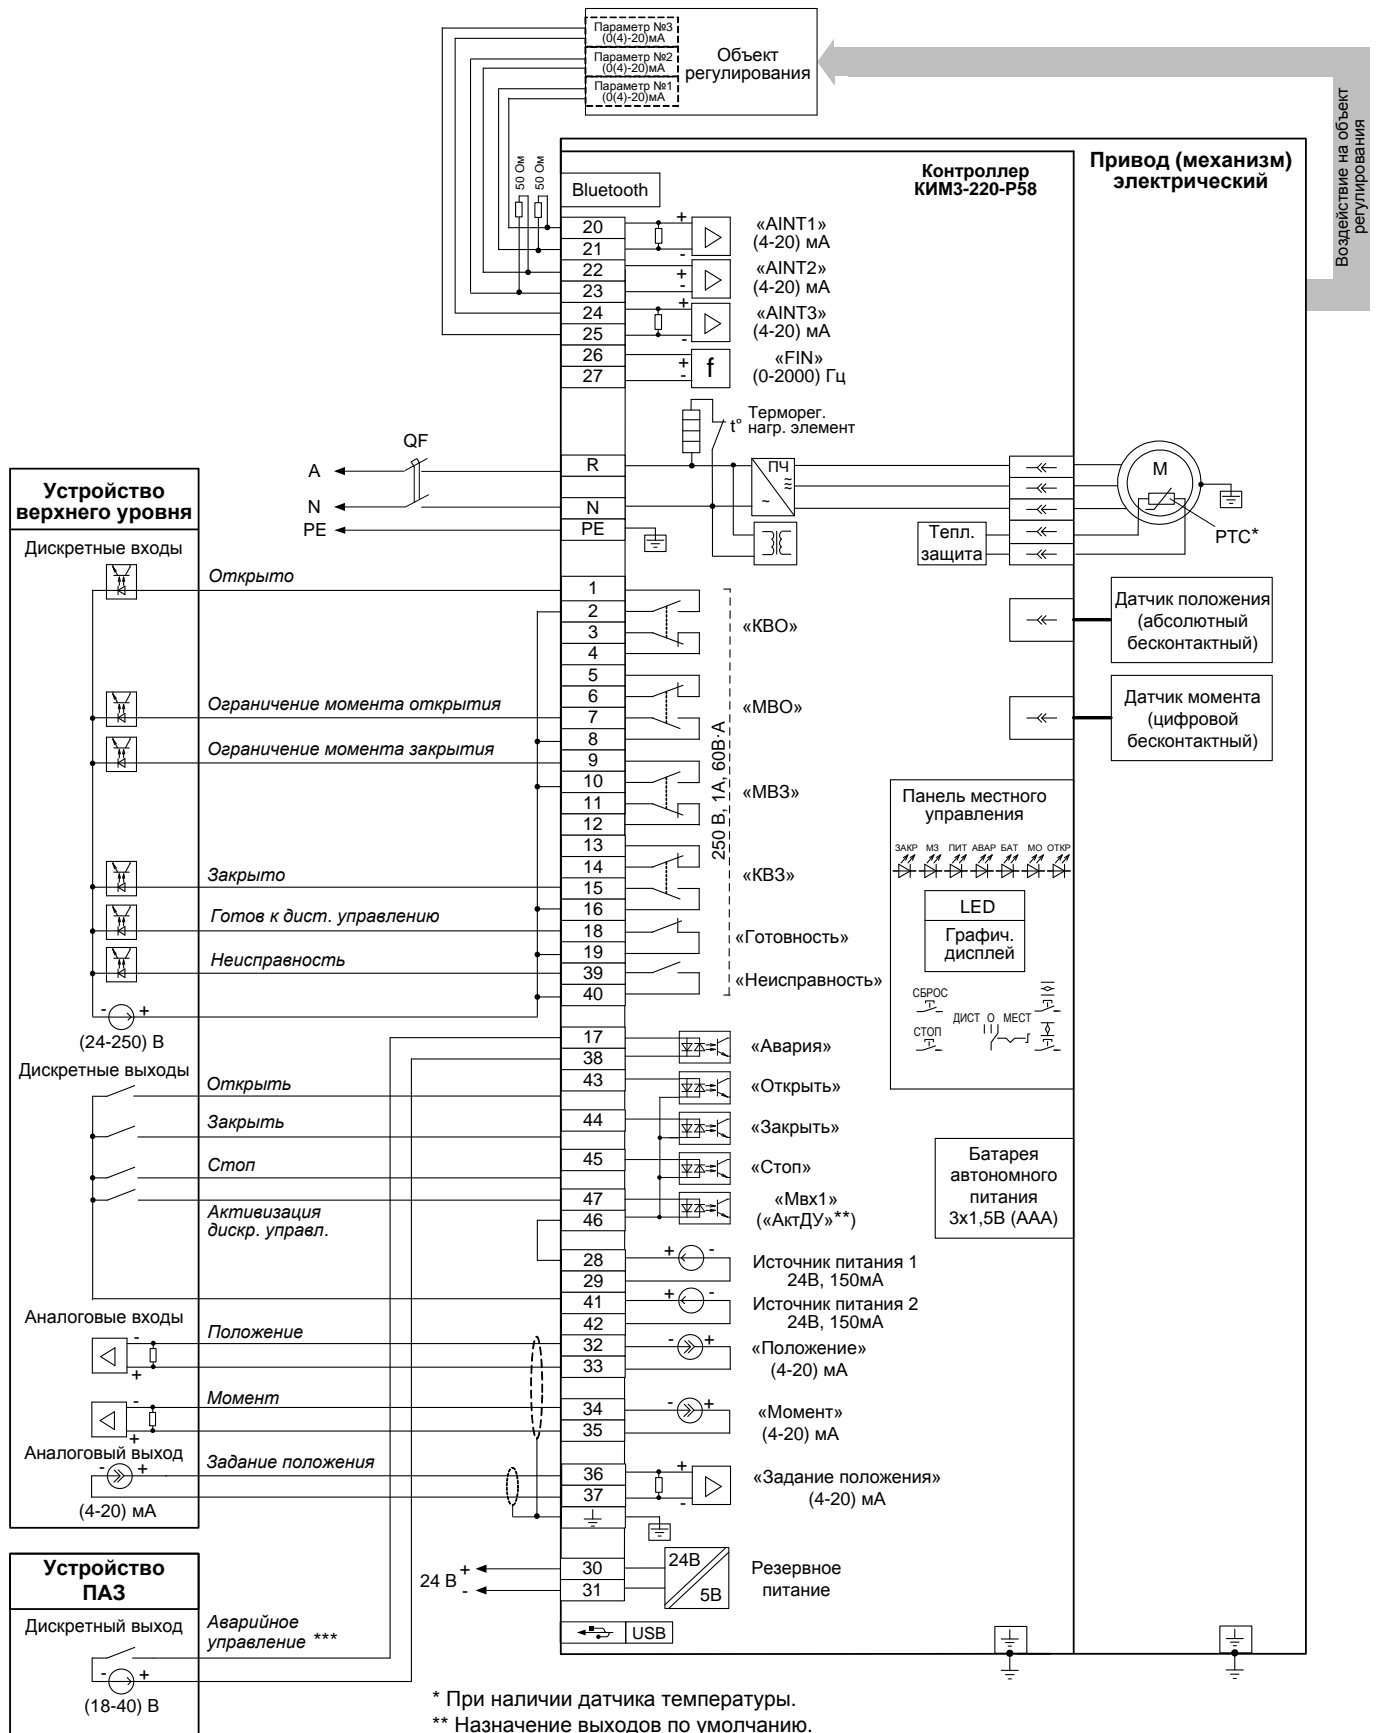 Параметр №3
(0(4)-20)мА
Параметр №2
(0(4)-20)мА
Параметр №1
(0(4)-20)мА
Объект
регулирования
Воздействие на объект
регулирования
50 Ом
50 Ом
Bluetooth
Контроллер
КИМ3-220-Р58
Привод (механизм)
электрический
20
21
22
23
24
25
26
27
+
-
«AINT1»
(4-20) мА
+
-
«AINT2»
(4-20) мА
+
-
«AINT3»
(4-20) мА
+
-
f
«FIN»
(0-2000) Гц
t° Терморег.
нагр. элемент
QF
A
N
PE
R
N
PE
ПЧ
≈
~
M
PTC*
Тепл.
защита
Устройство
верхнего уровня
Дискретные входы
Открыто
Ограничение момента открытия
Ограничение момента закрытия
Закрыто
Готов к дист. управлению
Неисправность
- +
(24-250) В
1
2
3
4
5
6
7
8
9
10
11
12
13
14
15
16
18
19
39
40
«КВО»
«МВО»
«МВЗ»
«КВЗ»
«Готовность»
«Неисправность»
250 В, 1А, 60В·А
Датчик положения
(абсолютный
бесконтактный)
Датчик момента
(цифровой
бесконтактный)
Панель местного
управления
ЗАКР МЗ ПИТ АВАР БАТ МО ОТКР
LED
Графич.
дисплей
СБРОС
СТОП
ДИСТ О МЕСТ
Дискретные выходы
Открыть
Закрыть
Стоп
Активизация
дискр. управл.
17
38
43
44
45
47
46
28
29
41
42
32
33
34
35
36
37
«Авария»
«Открыть»
«Закрыть»
«Стоп»
«Мвх1»
(«АктДУ»**)
Батарея
автономного
питания
3х1,5В (ААА)
+ -
Источник питания 1
24В, 150мА
+ -
Источник питания 2
24В, 150мА
- +
«Положение»
(4-20) мА
- +
«Момент»
(4-20) мА
+
-
«Задание положения»
(4-20) мА
Аналоговые входы
-
+
Положение
-
+
Момент
Аналоговый выход
- +
Задание положения
(4-20) мА
24 В
+
-
30
31
24В
5В
Резервное
питание
USB
Устройство
ПАЗ
Дискретный выход
- +
(18-40) В
Аварийное
управление ***
* При наличии датчика температуры.
** Назначение выходов по умолчанию.